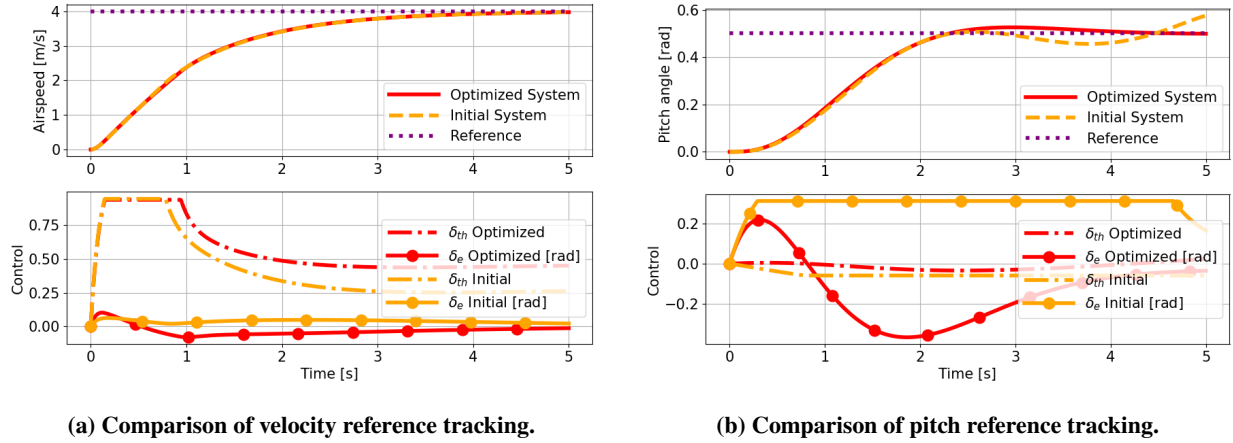 4
3
2
1
0
Airspeed [m/s]
Optimized System
Initial System
Reference
0 1 2 3 4 5
0.75
0.50
0.25
0.00
Control
δth Optimized
δe Optimized [rad]
δth Initial
δe Initial [rad]
0 1 2 3 4 5
Time [s]
(a) Comparison of velocity reference tracking.
0.6
0.4
0.2
0.0
Pitch angle [rad]
Optimized System
Initial System
Reference
0 1 2 3 4 5
0.2
0.0
−0.2
Control
δth Optimized
δe Optimized [rad]
δth Initial
δe Initial [rad]
0 1 2 3 4 5
Time [s]
(b) Comparison of pitch reference tracking.